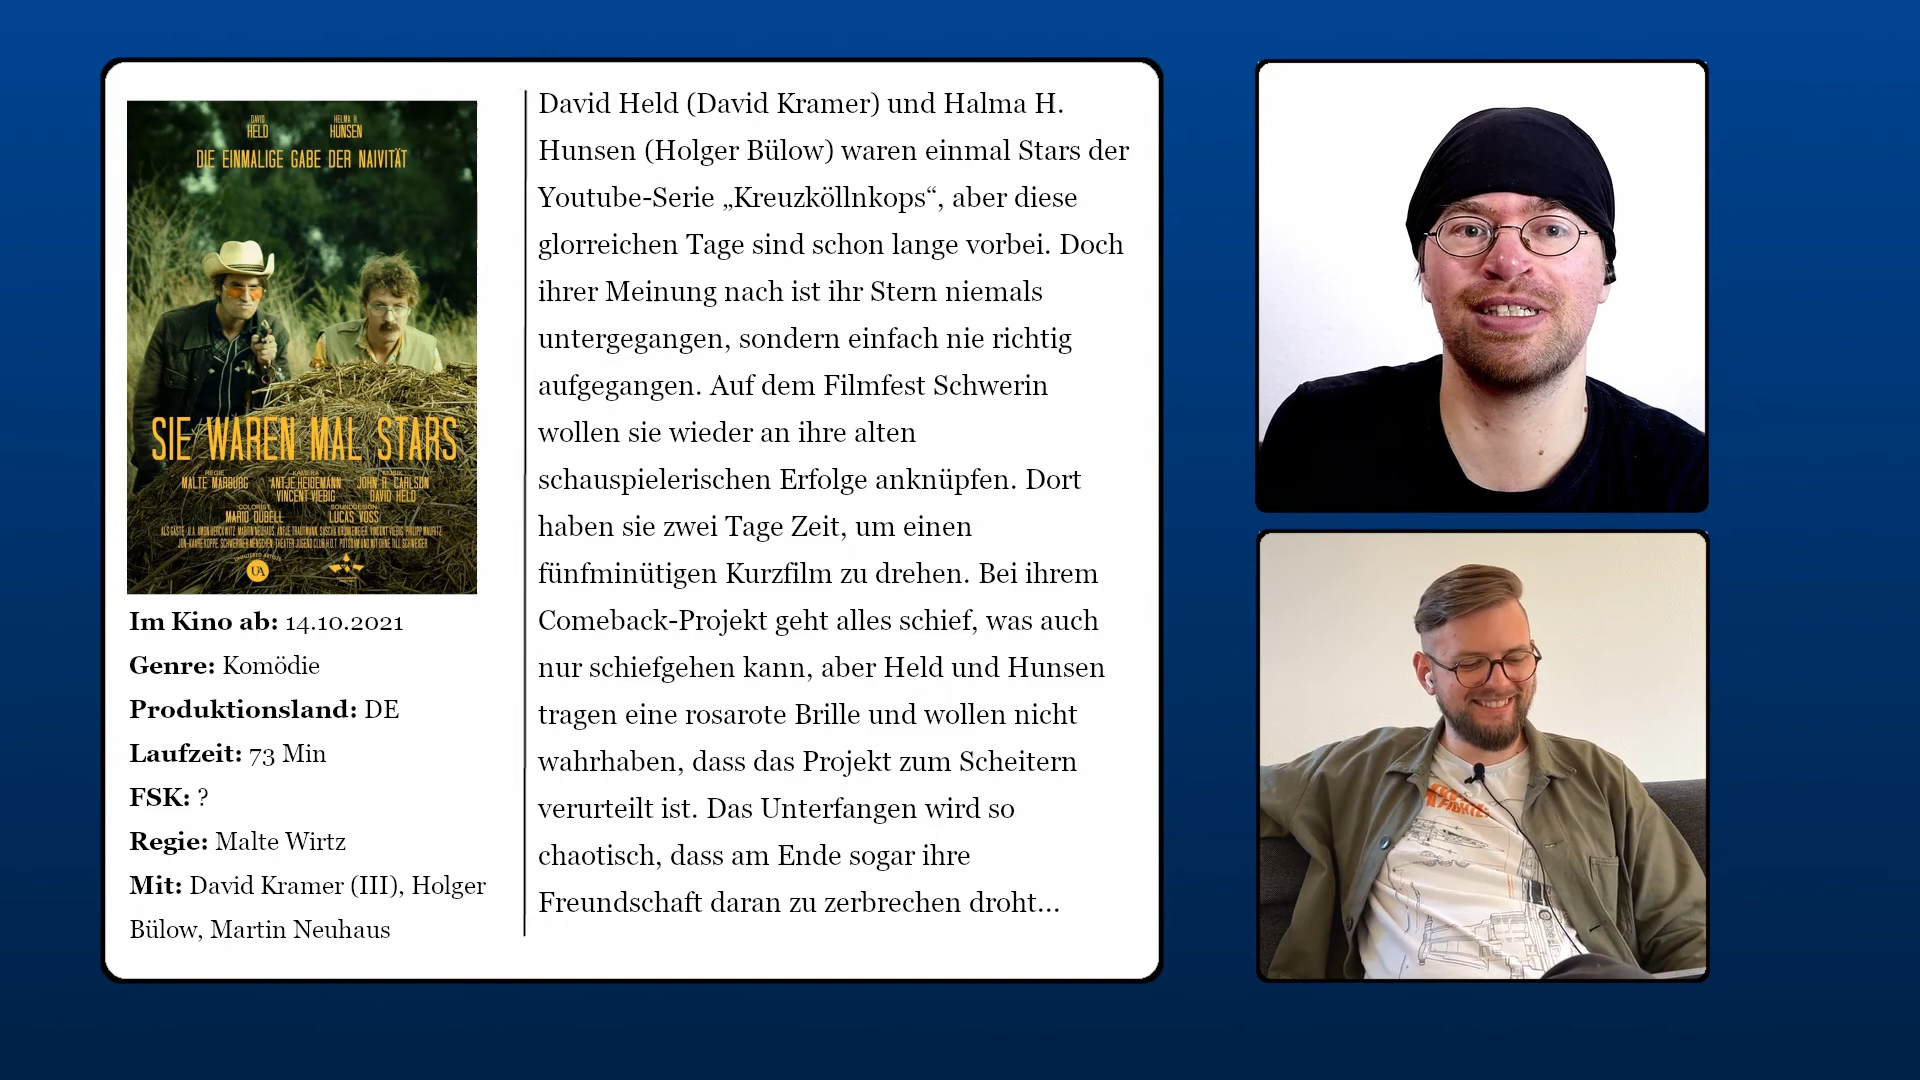 DAVID
HELD
HELMA H.
HUNSEN
DIE EINMALIGE GABE DER NAIVITÄT
SIE WAREN MAL STARS
REGIE
MALTE MARBURG
KAMERA
ANTJE HEIDEMANN
VINCENT VIEBIG
MUSIK
JOHN R. CARLSON
DAVID HELD
COLORIST
MARIO DUBELL
SOUNDDESIGN
LUCAS VOSS
UA
Im Kino ab: 14.10.2021
Genre: Komödie
Produktionsland: DE
Laufzeit: 73 Min
FSK: ?
Regie: Malte Wirtz
Mit: David Kramer (III), Holger
Bülow, Martin Neuhaus
David Held (David Kramer) und Halma H.
Hunsen (Holger Bülow) waren einmal Stars der
Youtube-Serie „Kreuzköllnkops“, aber diese
glorreichen Tage sind schon lange vorbei. Doch
ihrer Meinung nach ist ihr Stern niemals
untergegangen, sondern einfach nie richtig
aufgegangen. Auf dem Filmfest Schwerin
wollen sie wieder an ihre alten
schauspielerischen Erfolge anknüpfen. Dort
haben sie zwei Tage Zeit, um einen
fünfminütigen Kurzfilm zu drehen. Bei ihrem
Comeback-Projekt geht alles schief, was auch
nur schiefgehen kann, aber Held und Hunsen
tragen eine rosarote Brille und wollen nicht
wahrhaben, dass das Projekt zum Scheitern
verurteilt ist. Das Unterfangen wird so
chaotisch, dass am Ende sogar ihre
Freundschaft daran zu zerbrechen droht...